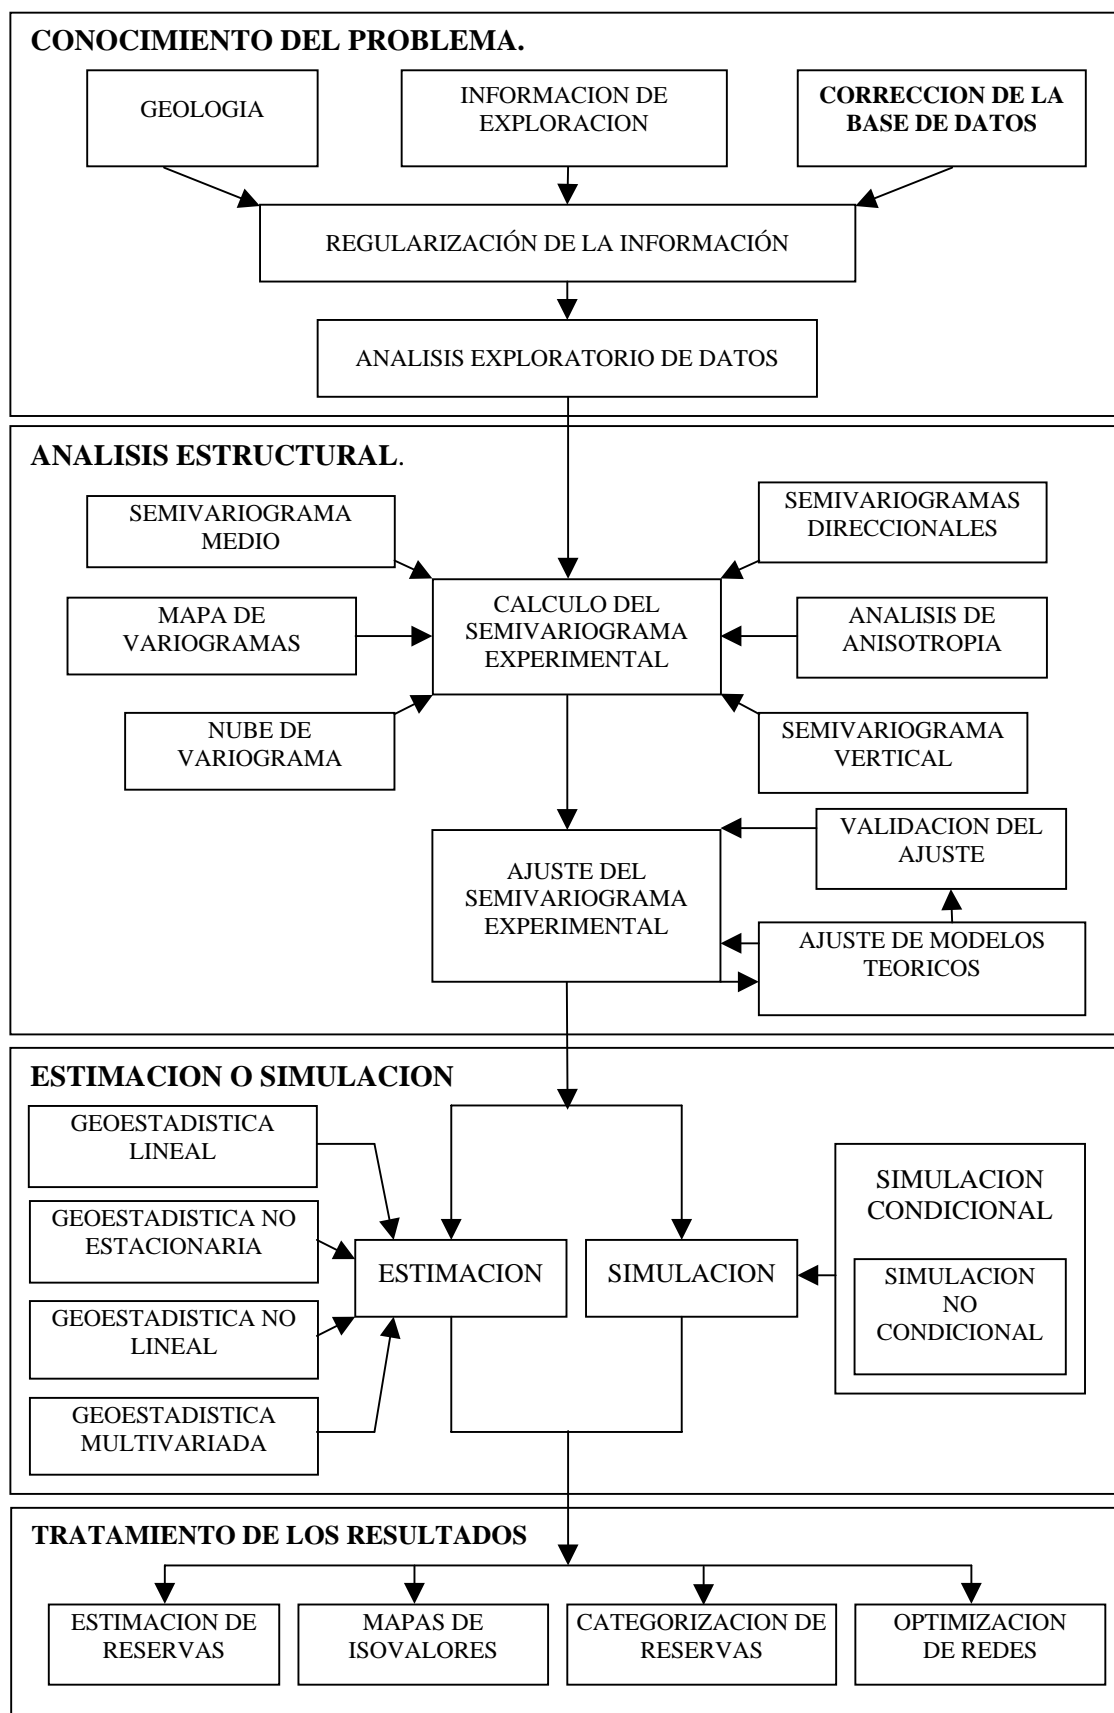 CONOCIMIENTO DEL PROBLEMA.
GEOLOGIA
INFORMACION DE
EXPLORACION
CORRECCION DE LA
BASE DE DATOS
REGULARIZACIÓN DE LA INFORMACIÓN
ANALISIS EXPLORATORIO DE DATOS
ANALISIS ESTRUCTURAL.
SEMIVARIOGRAMA
MEDIO
SEMIVARIOGRAMAS
DIRECCIONALES
MAPA DE
VARIOGRAMAS
CALCULO DEL
SEMIVARIOGRAMA
EXPERIMENTAL
ANALISIS DE
ANISOTROPIA
NUBE DE
VARIOGRAMA
SEMIVARIOGRAMA
VERTICAL
AJUSTE DEL
SEMIVARIOGRAMA
EXPERIMENTAL
VALIDACION DEL
AJUSTE
AJUSTE DE MODELOS
TEORICOS
ESTIMACION O SIMULACION
GEOESTADISTICA
LINEAL
GEOESTADISTICA NO
ESTACIONARIA
GEOESTADISTICA NO
LINEAL
GEOESTADISTICA
MULTIVARIADA
ESTIMACION
SIMULACION
SIMULACION
CONDICIONAL
SIMULACION
NO
CONDICIONAL
TRATAMIENTO DE LOS RESULTADOS
ESTIMACION DE
RESERVAS
MAPAS DE
ISOVALORES
CATEGORIZACION DE
RESERVAS
OPTIMIZACION
DE REDES